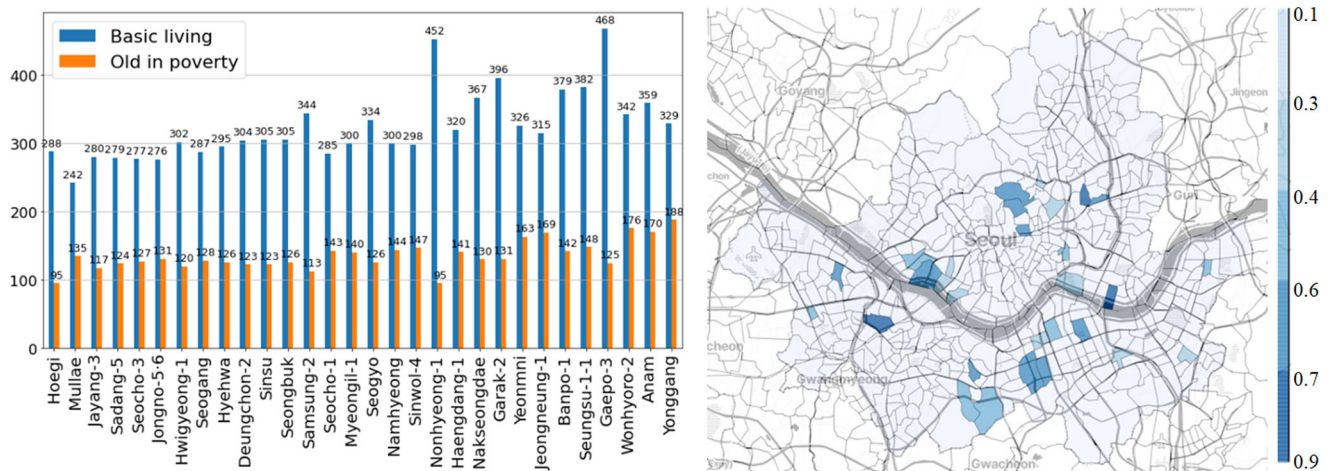 Basic living
Old in poverty
400
300
200
100
0
288 95
242 135
280 117
279 124
277 127
276 131
302 120
287 128
295 126
304 123
305 123
305 126
344 113
285 143
300 140
334 126
300 144
298 147
452 95
320 141
367 130
396 131
326 163
315 169
379 142
382 148
468 125
342 176
359 170
329 188
Hoegi
Mullae
Jayang-3
Sadang-5
Seocho-3
Jongno-5·6
Hwigyeong-1
Seogang
Hyehwa
Deungchon-2
Sinsu
Seongbuk
Samsung-2
Seocho-1
Myeongil-1
Seogyo
Namhyeong
Sinwol-4
Nonhyeong-1
Haengdang-1
Nakseongdae
Garak-2
Yeonmni
Jeongneung-1
Banpo-1
Seungsu-1-1
Gaepo-3
Wonhyoro-2
Anam
Yonggang
Goyang
Jingeon
chon
Guri
Seoul
cheon
Gwangmyeong
Gwacheon
0.1
0.3
0.4
0.6
0.7
0.9